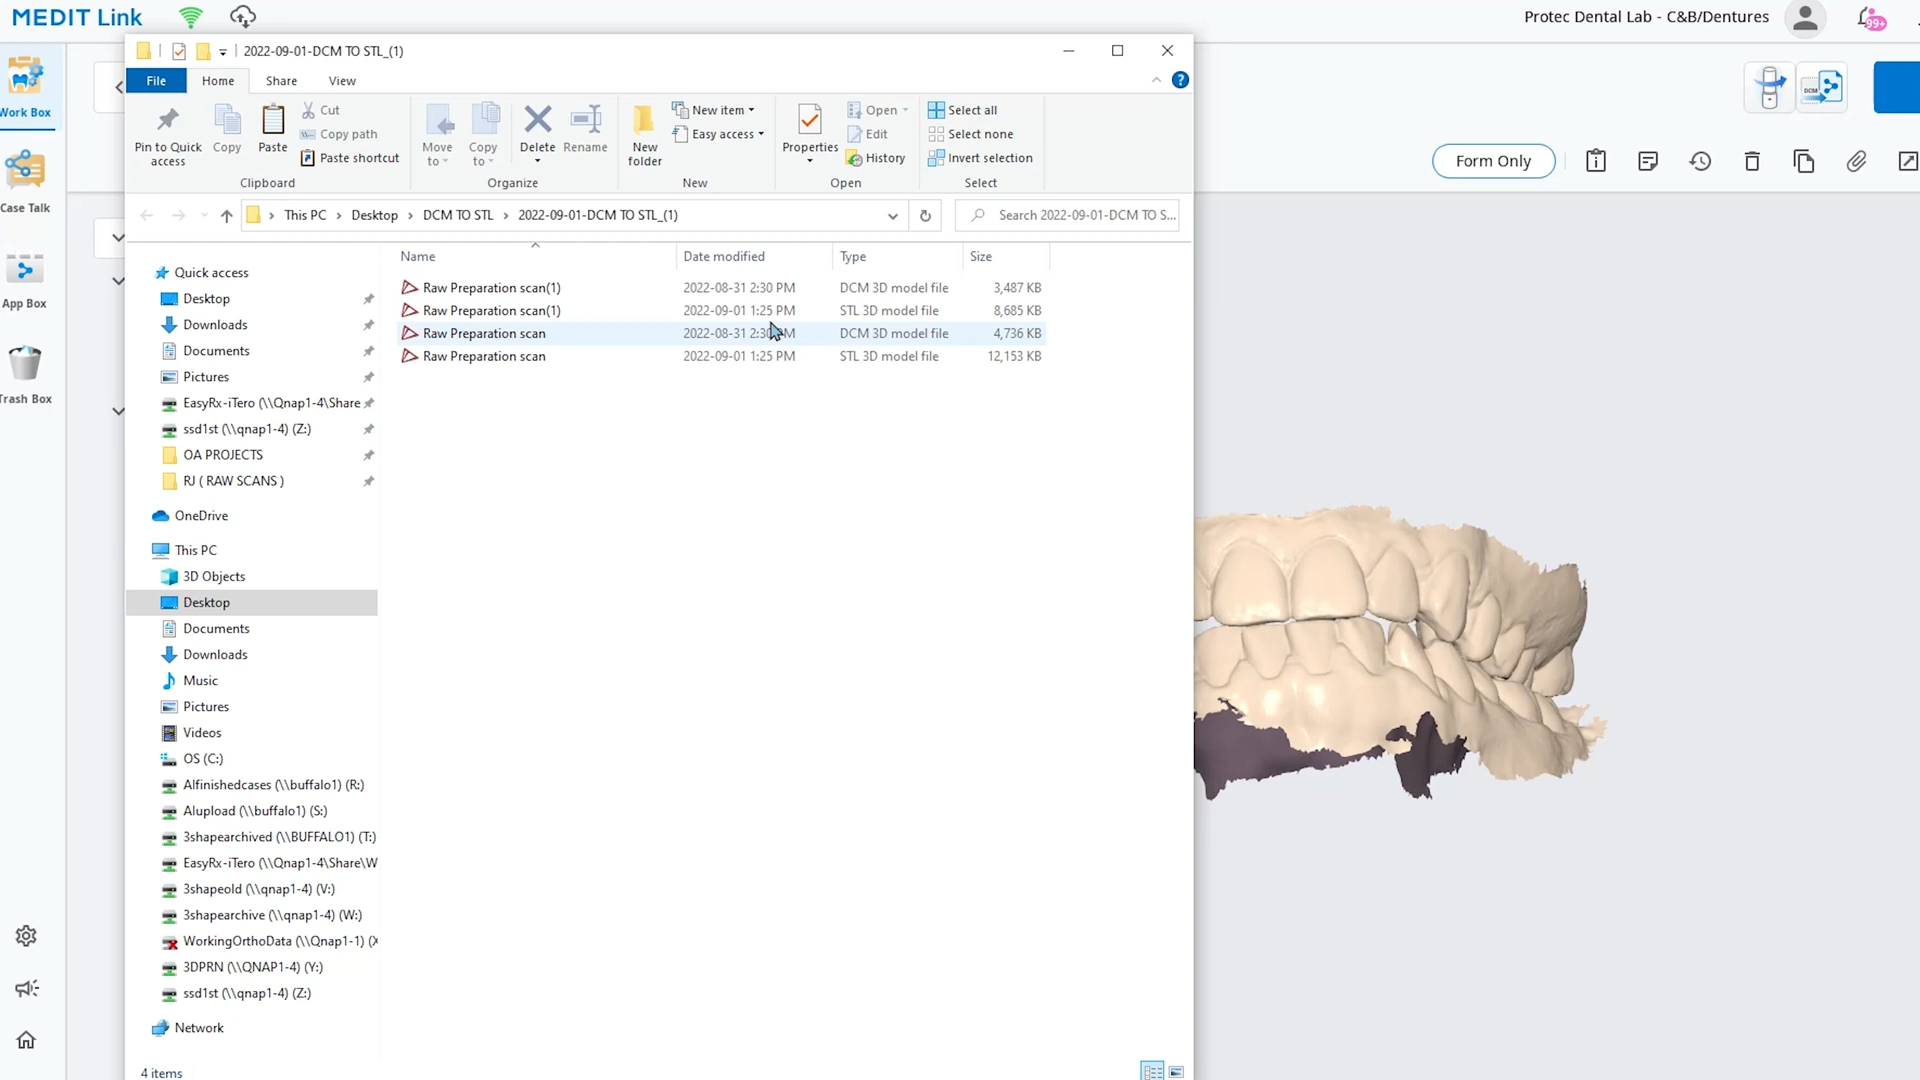 MEDIT Link
Protec Dental Lab - C&B/Dentures
99+
2022-09-01-DCM TO STL_(1)
File Home Share View
Pin to Quick access
Copy
Paste
Cut
Copy path
Paste shortcut
Clipboard
Move to
Copy to
Delete
Rename
Organize
New folder
New item
Easy access
New
Properties
Open
Edit
History
Open
Select all
Select none
Invert selection
Select
DCM
Form Only
Work Box
Case Talk
App Box
Trash Box
This PC > Desktop > DCM TO STL > 2022-09-01-DCM TO STL_(1)
Search 2022-09-01-DCM TO S...
Name Date modified Type Size
Raw Preparation scan(1) 2022-08-31 2:30 PM DCM 3D model file 3,487 KB
Raw Preparation scan(1) 2022-09-01 1:25 PM STL 3D model file 8,685 KB
Raw Preparation scan 2022-08-31 2:30 PM DCM 3D model file 4,736 KB
Raw Preparation scan 2022-09-01 1:25 PM STL 3D model file 12,153 KB
Quick access
Desktop
Downloads
Documents
Pictures
EasyRx-iTero (\\Qnap1-4\Share
ssd1st (\\qnap1-4) (Z:)
OA PROJECTS
RJ ( RAW SCANS )
OneDrive
This PC
3D Objects
Desktop
Documents
Downloads
Music
Pictures
Videos
OS (C:)
Alfinishedcases (\\buffalo1) (R:)
Alupload (\\buffalo1) (S:)
3shapearchived (\\BUFFALO1) (T:)
EasyRx-iTero (\\Qnap1-4\Share\W
3shapeold (\\qnap1-4) (V:)
3shapearchive (\\qnap1-4) (W:)
WorkingOrthoData (\\Qnap1-1) (X
3DPRN (\\QNAP1-4) (Y:)
ssd1st (\\qnap1-4) (Z:)
Network
4 items